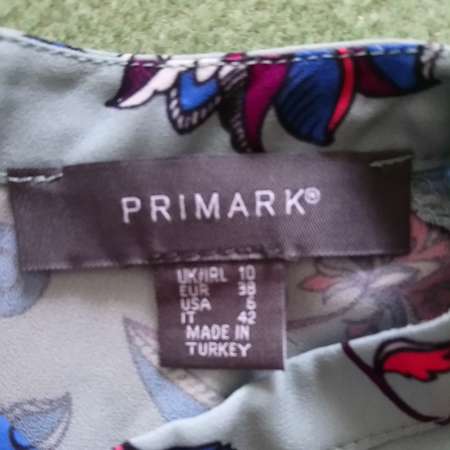 PRIMARK®
UK/IRL 10
EUR 38
USA 6
IT 42
MADE IN
TURKEY